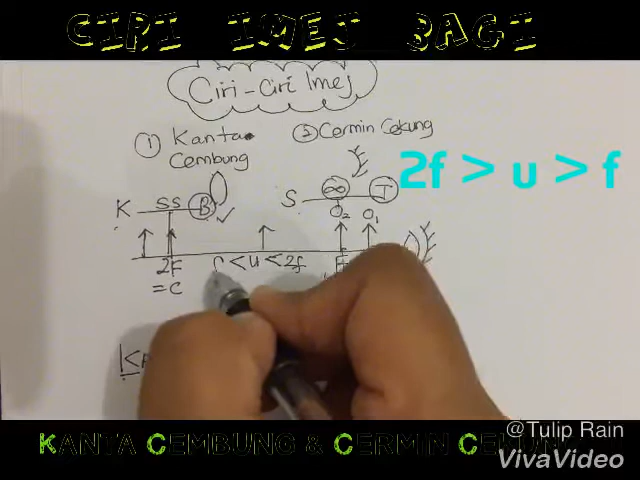 CIRI IMEJ BAGI
Ciri - Ciri Imej
① Kanta Cembung
② Cermin Cekung
2f > u > f
K SS B ✓
S ∞ T
O2 O1
2F f < u < 2f F
= C
@Tulip Rain
KANTA CEMBUNG & CERMIN
VivaVideo